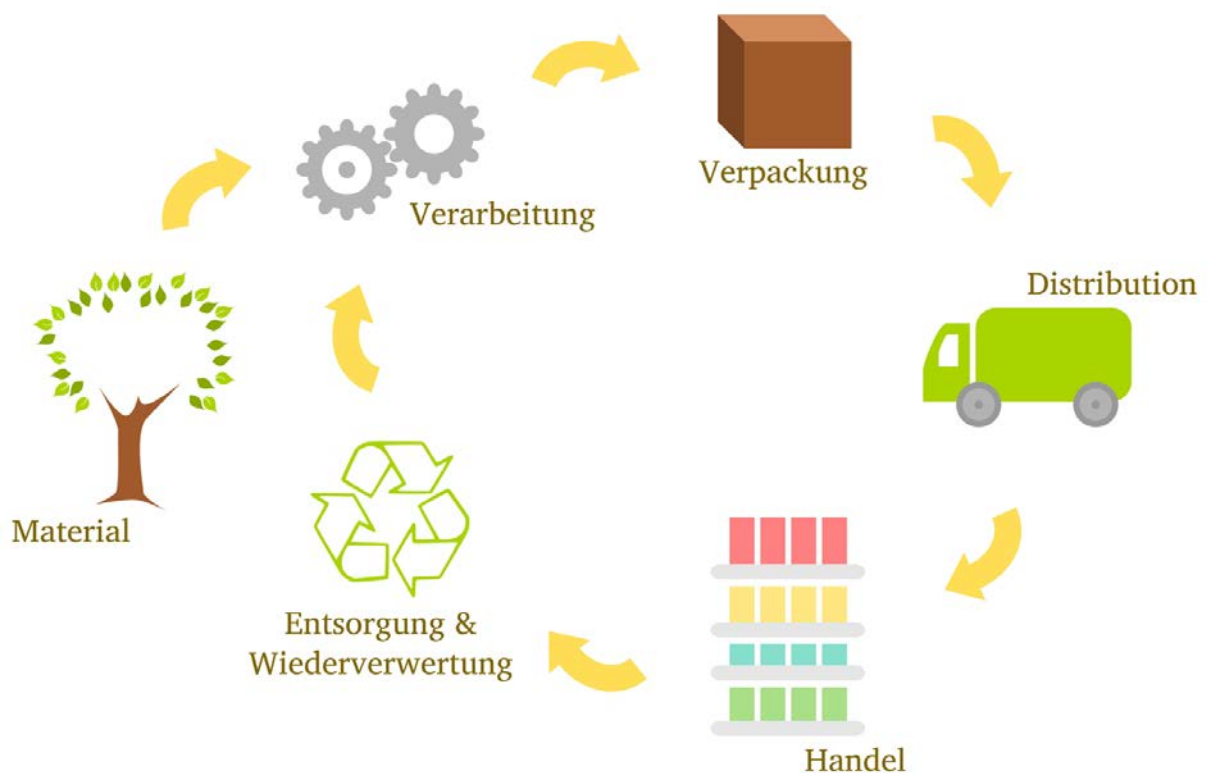 Verpackung
Verarbeitung
Distribution
Material
Entsorgung &
Wiederverwertung
Handel